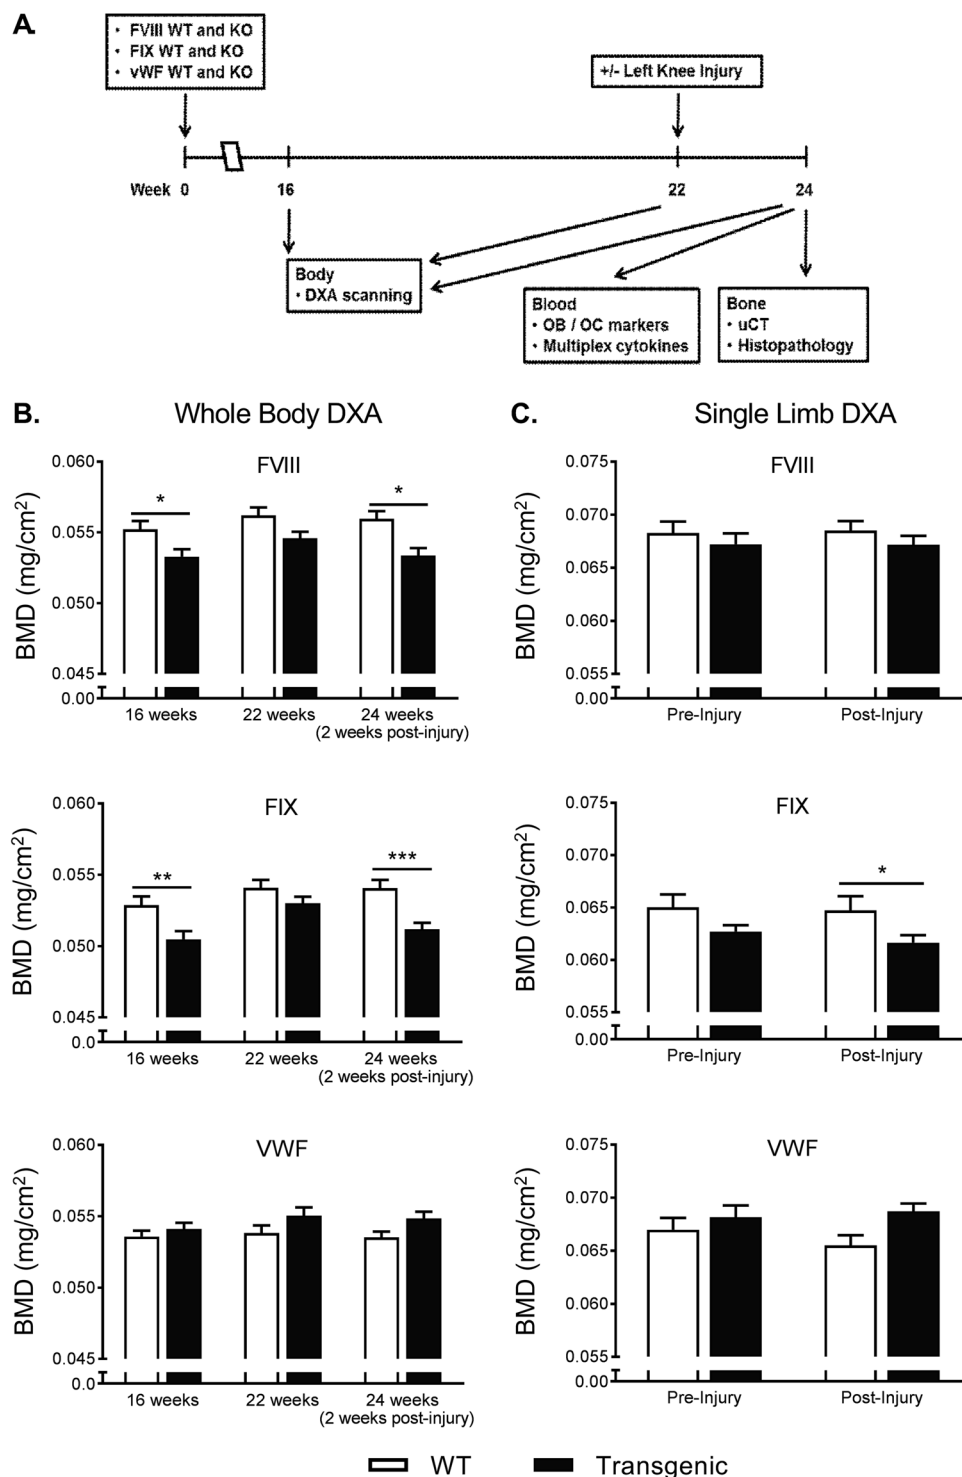 A.
• FVIII WT and KO
• FIX WT and KO
• vWF WT and KO
+/- Left Knee Injury
Week 0 16 22 24
Body
• DXA scanning
Blood
• OB / OC markers
• Multiplex cytokines
Bone
• uCT
• Histopathology
B. Whole Body DXA
FVIII
BMD (mg/cm²)
0.060
0.055
0.050
0.045
0.00
* *
16 weeks 22 weeks 24 weeks
(2 weeks post-injury)
FIX
BMD (mg/cm²)
0.060
0.055
0.050
0.045
0.0
** ***
16 weeks 22 weeks 24 weeks
(2 weeks post-injury)
VWF
BMD (mg/cm²)
0.060
0.055
0.050
0.045
0.0
16 weeks 22 weeks 24 weeks
(2 weeks post-injury)
C. Single Limb DXA
FVIII
BMD (mg/cm²)
0.075
0.070
0.065
0.060
0.055
0.00
Pre-Injury Post-Injury
FIX
BMD (mg/cm²)
0.075
0.070
0.065
0.060
0.055
0.00
*
Pre-Injury Post-Injury
VWF
BMD (mg/cm²)
0.075
0.070
0.065
0.060
0.055
0.00
Pre-Injury Post-Injury
WT Transgenic